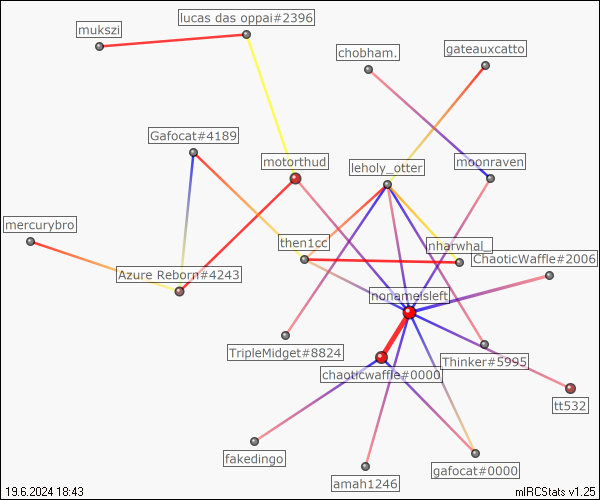 lucas das oppai#2396
mukszi
gateauxcatto
chobham.
Gafocat#4189
motorthud
leholy_otter
moonraven
mercurybro
then1cc
nhanwhal_
ChaoticWaffle#2006
Azure Reborn#4243
nonameisleft
TripleMidget#8824
Thinker#5995
chaoticwaffle#0000
tt532
fakedingo
gafocat#0000
amah1246
19.6.2024 18:43
mIRCStats v1.25